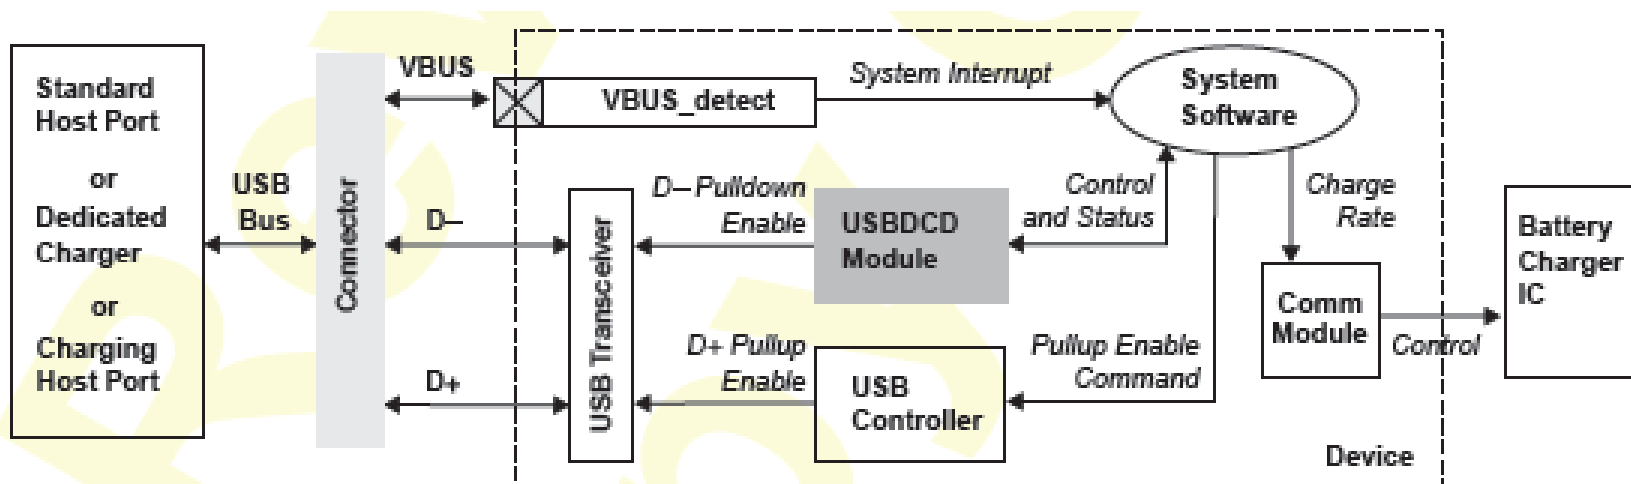 Standard
Host Port
or
Dedicated
Charger
or
Charging
Host Port
USB
Bus
Connector
VBUS
D–
D+
VBUS_detect
System Interrupt
System
Software
USB Transceiver
D– Pulldown
Enable
USBDCD
Module
Control
and Status
D+ Pullup
Enable
USB
Controller
Pullup Enable
Command
Charge
Rate
Comm
Module
Control
Battery
Charger
IC
Device